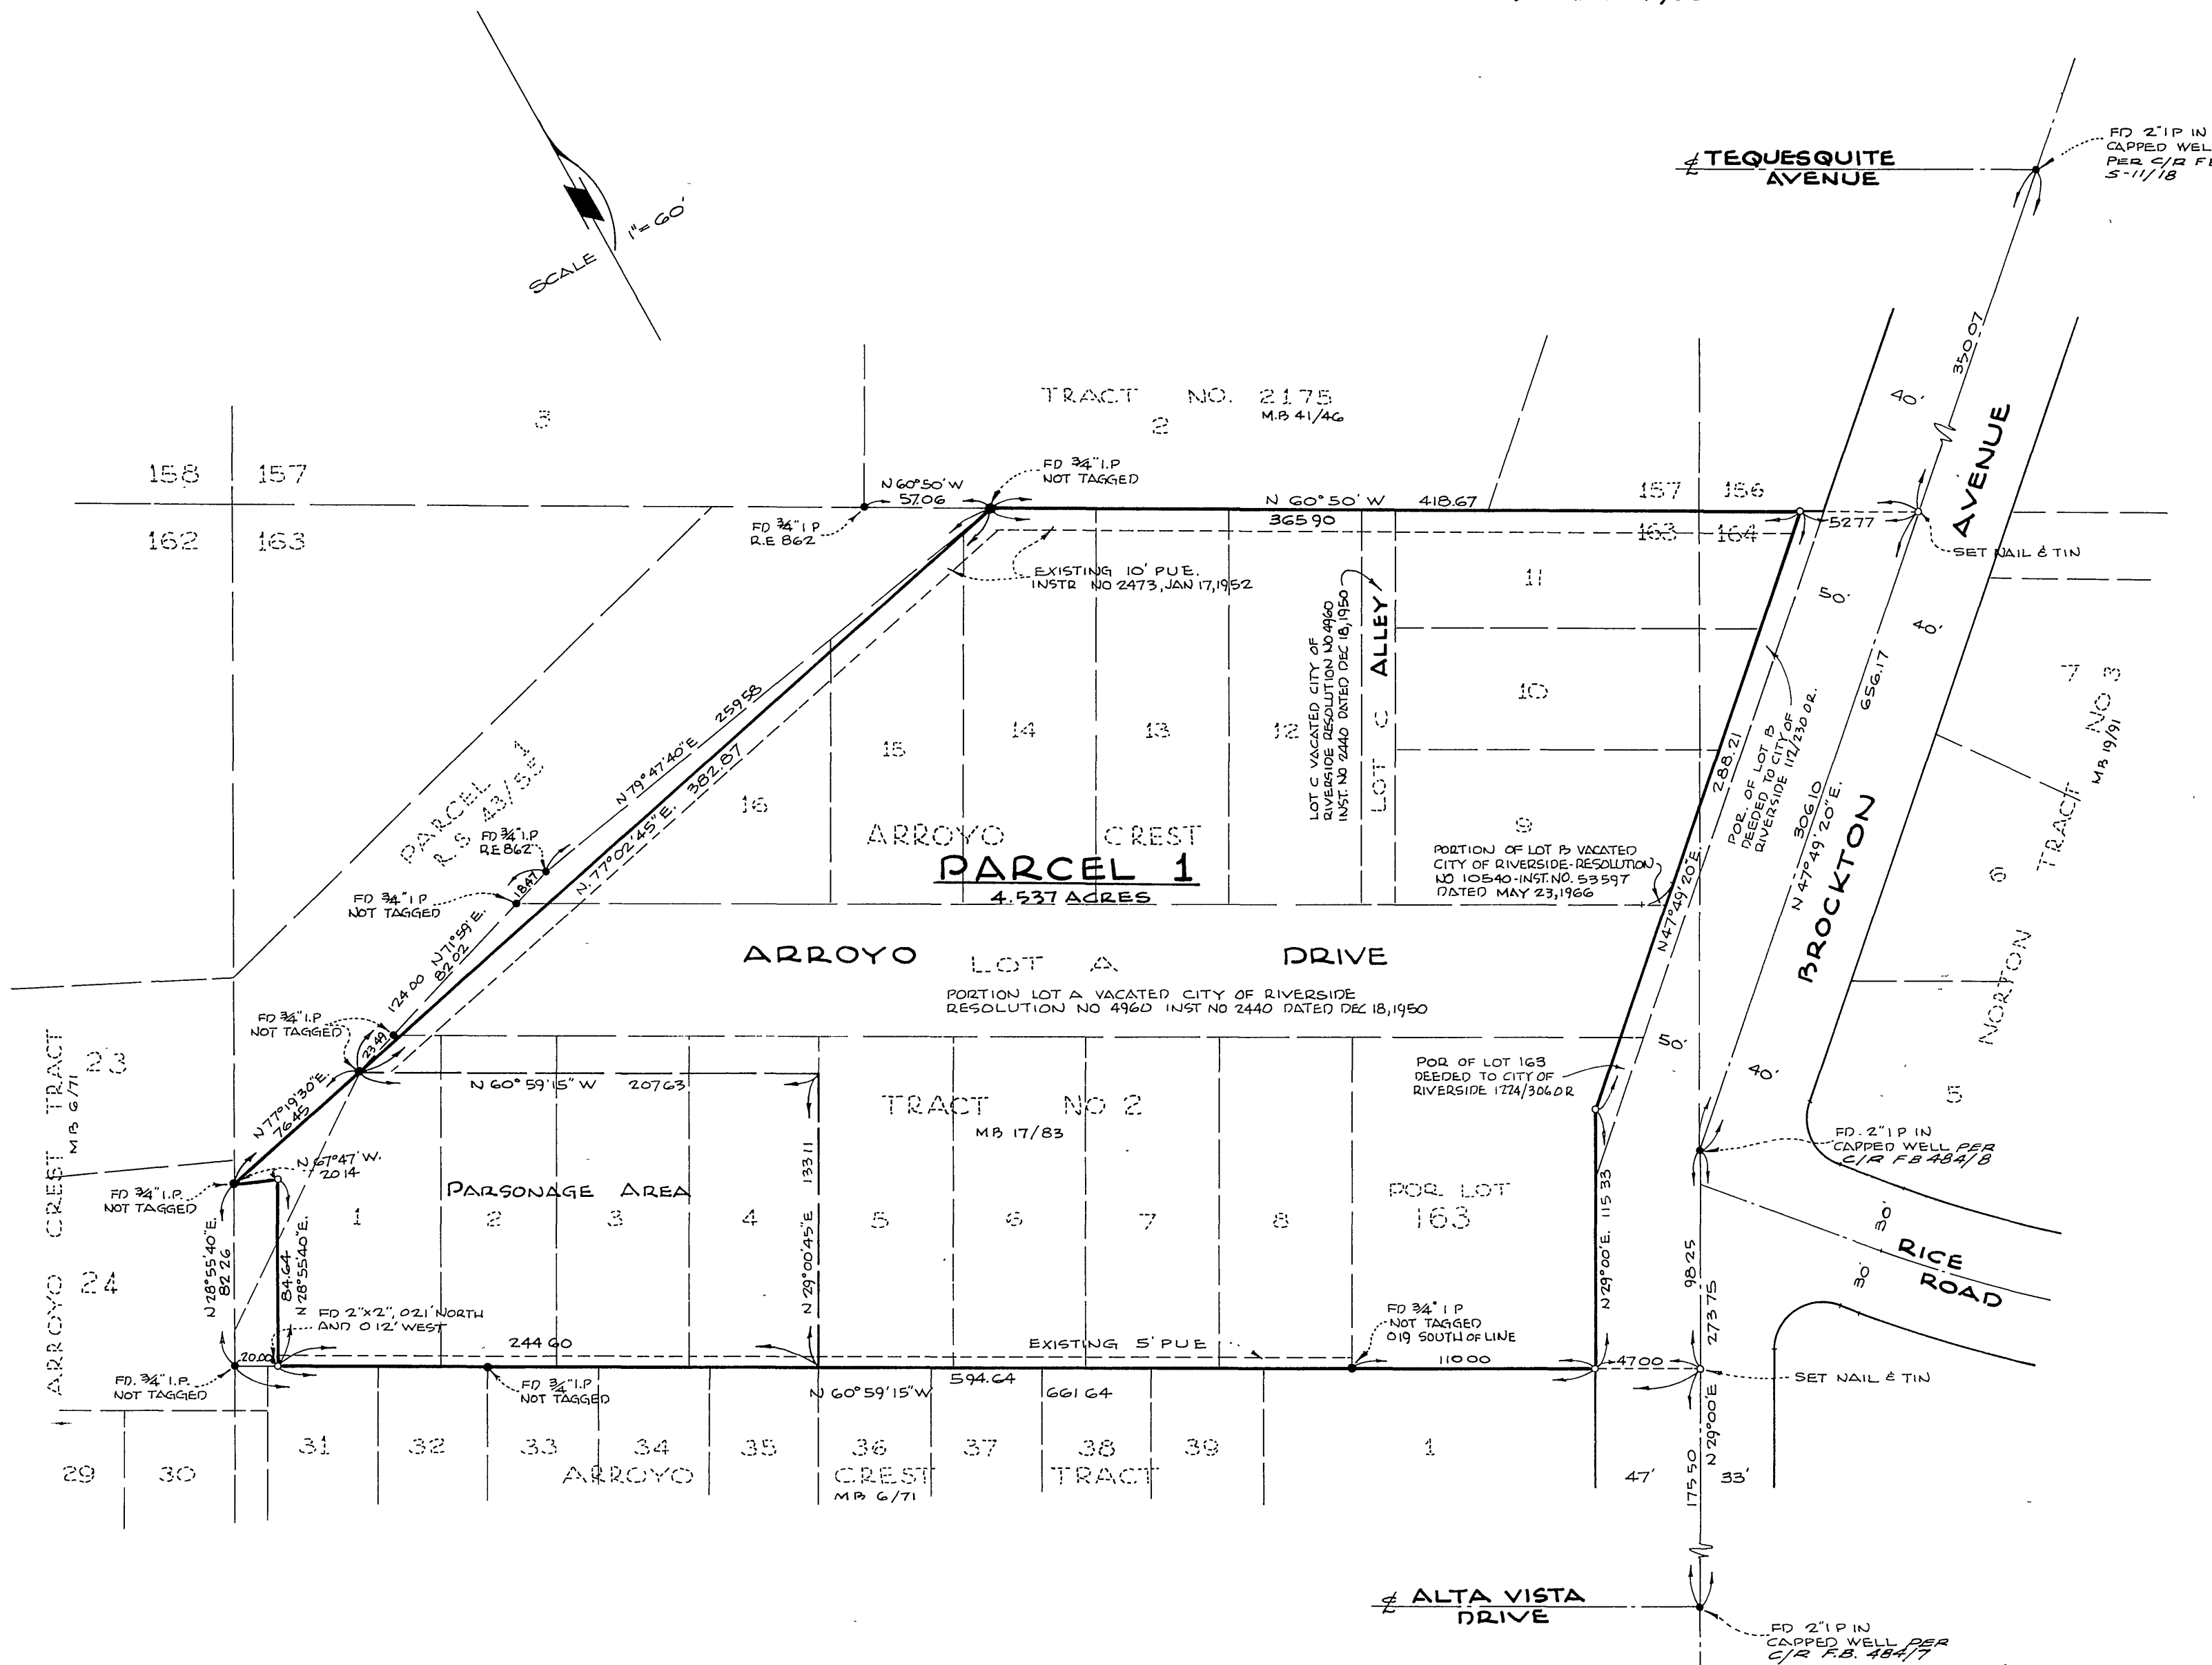 ℄ TEQUESQUITE
AVENUE
FD 2" I P IN
CAPPED WEL
PER C/R F
S-11/18
SCALE 1"=60'
350.07
40'
AVENUE
TRACT NO. 2175
M.B 41/46
2
3
158 157
162 163
N 60°50' W
57.06
FD ¾" I.P
NOT TAGGED
FD ¾" I P
R.E 862
N 60°50' W 418.67
365 90
157 156
163 164
5277
SET NAIL & TIN
EXISTING 10' PUE.
INSTR NO 2473, JAN 17, 1952
LOT C VACATED CITY OF
RIVERSIDE RESOLUTION NO 4960
INST. NO 2440 DATED DEC 18, 1950
ALLEY
LOT C
11
10
9
50'
40'
656.17
7
NO 3
MB 19/91
TRACT
6
NORTON
5
POR. OF LOT B
DEEDED TO CITY OF
RIVERSIDE 112/230 OR.
288.21
N 47°49'20"E.
306 10
N 47°49'20"E.
BROCKTON
259 58
N 79°47'40"E
N. 77°02'45"E. 382.87
PARCEL 1
R.S. 43/55
FD ¾" I.P
R.E 862
18.47
FD ¾" I P
NOT TAGGED
16
15
14
13
12
ARROYO CREST
PARCEL 1
4.537 ACRES
PORTION OF LOT B VACATED
CITY OF RIVERSIDE-RESOLUTION
NO 10540-INST. NO. 53597
DATED MAY 23, 1966
N 71°59' E.
82 02
124 00
ARROYO DRIVE
LOT A
PORTION LOT A VACATED CITY OF RIVERSIDE
RESOLUTION NO 4960 INST NO 2440 DATED DEC 18, 1950
FD ¾" I.P
NOT TAGGED
23.49
50'
40'
POR OF LOT 163
DEEDED TO CITY OF
RIVERSIDE 1224/306 OR
23
ARROYO CREST TRACT
MB 6/71
24
N 77°19'30"E.
76 45
N 60°59'15" W 207 63
TRACT NO 2
MB 17/83
N 67°47' W.
20 14
FD ¾" I.P.
NOT TAGGED
PARSONAGE AREA
1
2
3
4
5
6
7
8
POR LOT
163
133 11
N 29°00'45"E
N 29°00'E. 115 33
FD. 2" I P IN
CAPPED WELL PER
C/R FB 484/8
30'
RICE
ROAD
30'
98 25
273 75
N 28°55'40"E.
82 26
84.64
N 28°55'40"E.
FD 2"x2", 0 21' NORTH
AND 0 12' WEST
244 60
EXISTING 5' PUE
FD ¾" I P
NOT TAGGED
0 19 SOUTH OF LINE
110 00
47 00
SET NAIL & TIN
20.00
FD. ¾" I.P.
NOT TAGGED
FD ¾" I.P
NOT TAGGED
594.64
N 60°59'15"W 661 64
N 29°00'E
175 50
47' 33'
29
30
31
32
33
34
35
36
37
38
39
1
ARROYO CREST TRACT
MB 6/71
℄ ALTA VISTA
DRIVE
FD 2" I P IN
CAPPED WELL PER
C/R F.B. 484/7